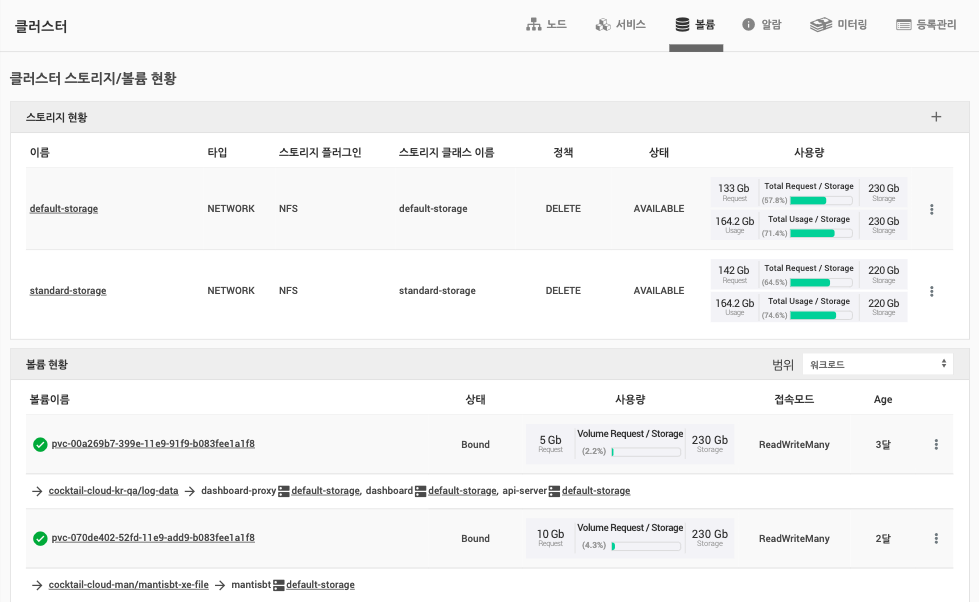 클러스터
노드 서비스 볼륨 알람 미터링 등록관리
클러스터 스토리지/볼륨 현황
스토리지 현황 +
이름 타입 스토리지 플러그인 스토리지 클래스 이름 정책 상태 사용량
default-storage NETWORK NFS default-storage DELETE AVAILABLE
133 Gb Request Total Request / Storage (57.8%) 230 Gb Storage
164.2 Gb Usage Total Usage / Storage (71.4%) 230 Gb Storage
standard-storage NETWORK NFS standard-storage DELETE AVAILABLE
142 Gb Request Total Request / Storage (64.5%) 220 Gb Storage
164.2 Gb Usage Total Usage / Storage (74.6%) 220 Gb Storage
볼륨 현황 범위 워크로드
볼륨이름 상태 사용량 접속모드 Age
pvc-00a269b7-399e-11e9-91f9-b083fee1a1f8 Bound 5 Gb Request Volume Request / Storage (2.2%) 230 Gb Storage ReadWriteMany 3달
→ cocktail-cloud-kr-qa/log-data → dashboard-proxy default-storage, dashboard default-storage, api-server default-storage
pvc-070de402-52fd-11e9-add9-b083fee1a1f8 Bound 10 Gb Request Volume Request / Storage (4.3%) 230 Gb Storage ReadWriteMany 2달
→ cocktail-cloud-man/mantisbt-xe-file → mantisbt default-storage